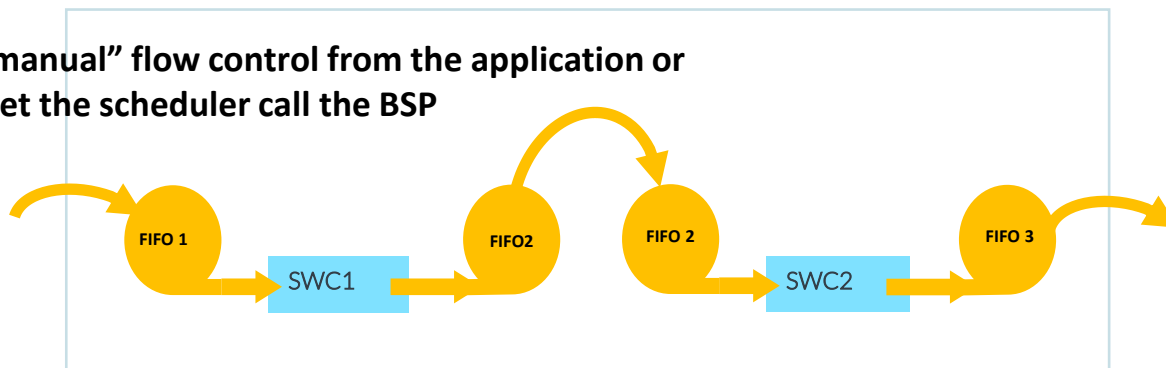 manual” flow control from the application or
et the scheduler call the BSP
FIFO 1
FIFO2
FIFO 2
FIFO 3
SWC1
SWC2